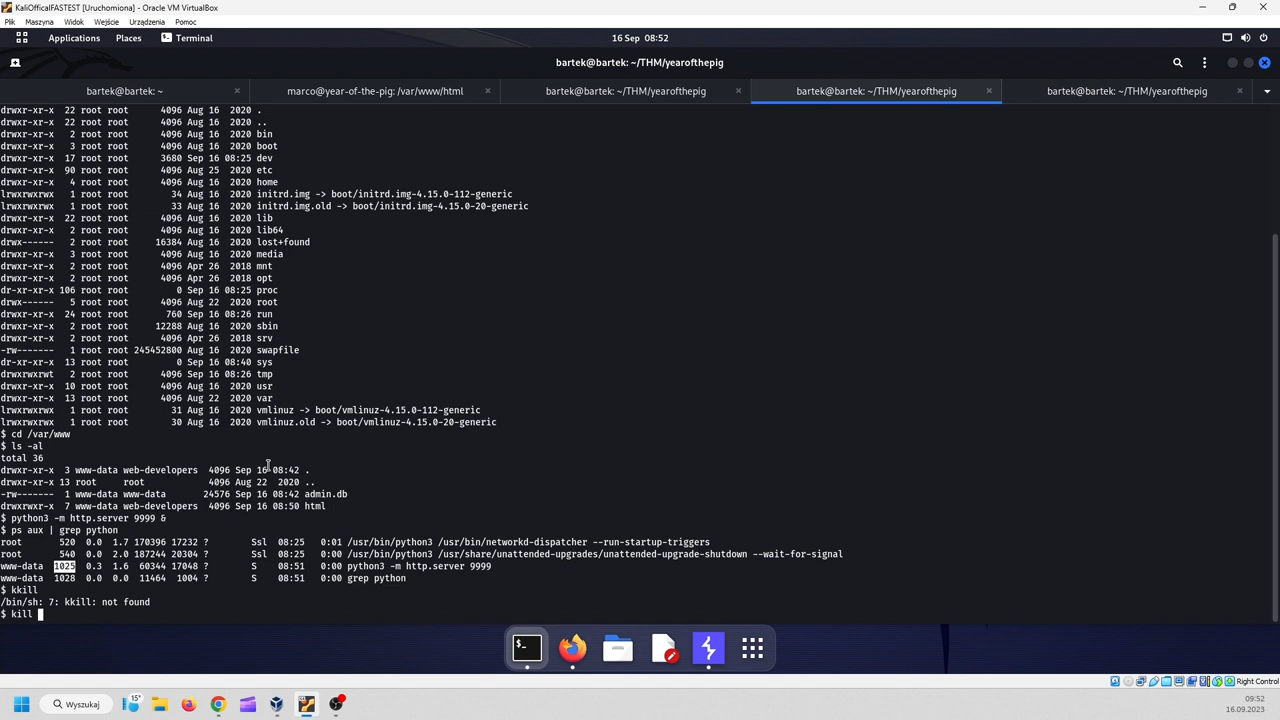 KaliOfficalFASTEST [Uruchomiona] - Oracle VM VirtualBox
Plik Maszyna Widok Wejście Urządzenia Pomoc
Applications Places Terminal 16 Sep 08:52
bartek@bartek: ~/THM/yearofthepig
bartek@bartek: ~ marco@year-of-the-pig: /var/www/html bartek@bartek: ~/THM/yearofthepig bartek@bartek: ~/THM/yearofthepig bartek@bartek: ~/THM/yearofthepig
drwxr-xr-x 22 root root 4096 Aug 16 2020 .
drwxr-xr-x 22 root root 4096 Aug 16 2020 ..
drwxr-xr-x 2 root root 4096 Aug 16 2020 bin
drwxr-xr-x 3 root root 4096 Aug 16 2020 boot
drwxr-xr-x 17 root root 3680 Sep 16 08:25 dev
drwxr-xr-x 90 root root 4096 Aug 25 2020 etc
drwxr-xr-x 4 root root 4096 Aug 16 2020 home
lrwxrwxrwx 1 root root 34 Aug 16 2020 initrd.img -> boot/initrd.img-4.15.0-112-generic
lrwxrwxrwx 1 root root 33 Aug 16 2020 initrd.img.old -> boot/initrd.img-4.15.0-20-generic
drwxr-xr-x 22 root root 4096 Aug 16 2020 lib
drwxr-xr-x 2 root root 4096 Aug 16 2020 lib64
drwx------ 2 root root 16384 Aug 16 2020 lost+found
drwxr-xr-x 3 root root 4096 Aug 16 2020 media
drwxr-xr-x 2 root root 4096 Apr 26 2018 mnt
drwxr-xr-x 2 root root 4096 Apr 26 2018 opt
dr-xr-xr-x 106 root root 0 Sep 16 08:25 proc
drwx------ 5 root root 4096 Aug 22 2020 root
drwxr-xr-x 24 root root 760 Sep 16 08:26 run
drwxr-xr-x 2 root root 12288 Aug 16 2020 sbin
drwxr-xr-x 2 root root 4096 Apr 26 2018 srv
-rw------- 1 root root 245452800 Aug 16 2020 swapfile
dr-xr-xr-x 13 root root 0 Sep 16 08:40 sys
drwxrwxrwt 2 root root 4096 Sep 16 08:26 tmp
drwxr-xr-x 10 root root 4096 Aug 16 2020 usr
drwxr-xr-x 13 root root 4096 Aug 22 2020 var
lrwxrwxrwx 1 root root 31 Aug 16 2020 vmlinuz -> boot/vmlinuz-4.15.0-112-generic
lrwxrwxrwx 1 root root 30 Aug 16 2020 vmlinuz.old -> boot/vmlinuz-4.15.0-20-generic
$ cd /var/www
$ ls -al
total 36
drwxr-xr-x 3 www-data web-developers 4096 Sep 16 08:42 .
drwxr-xr-x 13 root root 4096 Aug 22 2020 ..
-rw------- 1 www-data www-data 24576 Sep 16 08:42 admin.db
drwxrwxr-x 7 www-data web-developers 4096 Sep 16 08:50 html
$ python3 -m http.server 9999 &
$ ps aux | grep python
root 520 0.0 1.7 170396 17232 ? Ssl 08:25 0:01 /usr/bin/python3 /usr/bin/networkd-dispatcher --run-startup-triggers
root 540 0.0 2.0 187244 20304 ? Ssl 08:25 0:00 /usr/bin/python3 /usr/share/unattended-upgrades/unattended-upgrade-shutdown --wait-for-signal
www-data 1025 0.3 1.6 60344 17048 ? S 08:51 0:00 python3 -m http.server 9999
www-data 1028 0.0 0.0 11464 1004 ? S 08:51 0:00 grep python
$ kkill
/bin/sh: 7: kkill: not found
$ kill
Right Control
Wyszukaj 15° 09:52
16.09.2023